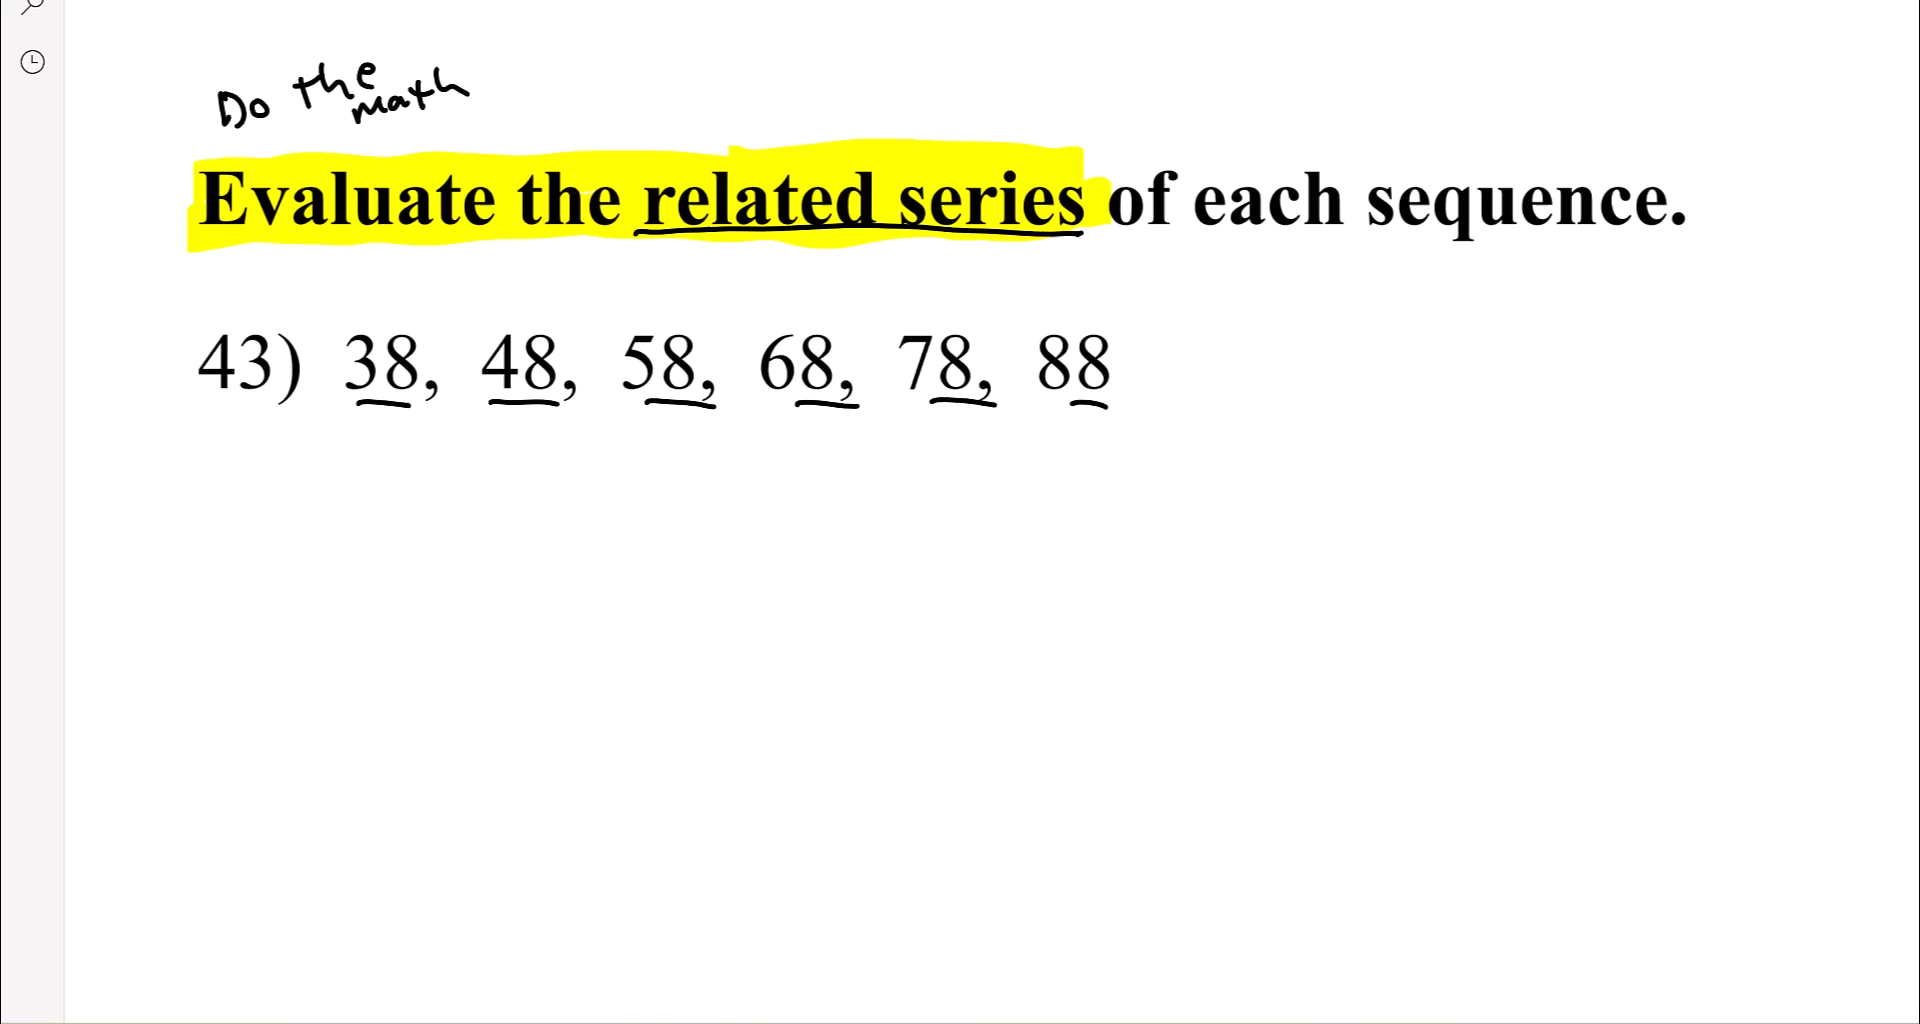 Do the math
Evaluate the related series of each sequence.
43) 38, 48, 58, 68, 78, 88